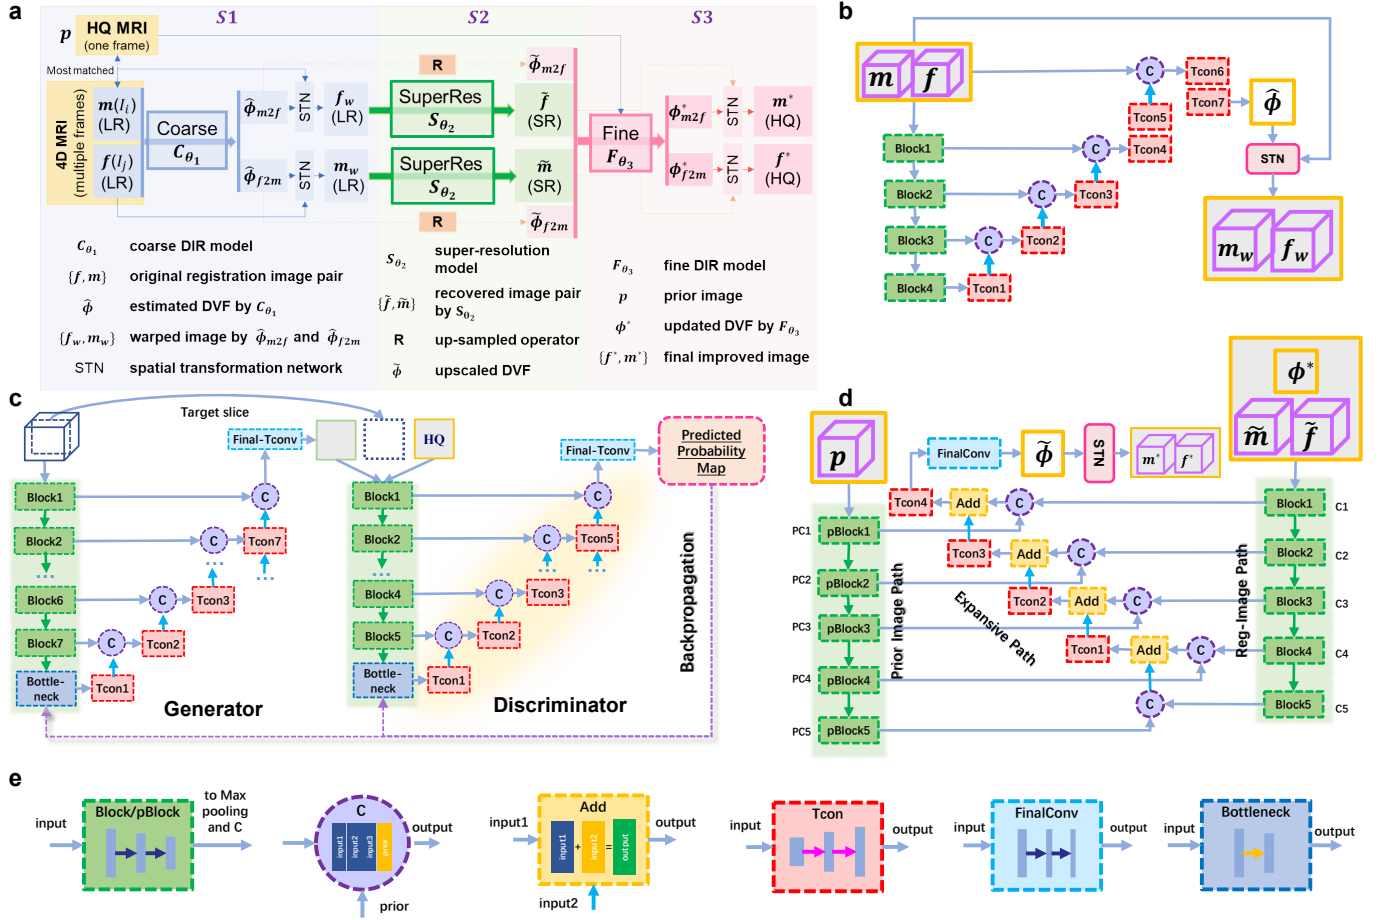 a
S1
S2
S3
p
HQ MRI
(one frame)
Most matched
4D MRI
(multiple frames)
m(l_i)
(LR)
f(l_j)
(LR)
Coarse
C_θ1
φ̂_m2f
φ̂_f2m
STN
STN
f_w
(LR)
m_w
(LR)
R
SuperRes
S_θ2
SuperRes
S_θ2
R
φ̃_m2f
f̃
(SR)
m̃
(SR)
φ̃_f2m
Fine
F_θ3
φ*_m2f
φ*_f2m
STN
STN
m*
(HQ)
f*
(HQ)
C_θ1 coarse DIR model
{f, m} original registration image pair
φ̂ estimated DVF by C_θ1
{f_w, m_w} warped image by φ̂_m2f and φ̂_f2m
STN spatial transformation network
S_θ2 super-resolution
model
{f̃, m̃} recovered image pair
by S_θ2
R up-sampled operator
φ̃ upscaled DVF
F_θ3 fine DIR model
p prior image
φ* updated DVF by F_θ3
{f*, m*} final improved image
b
m
f
Block1
Block2
Block3
Block4
C
C
C
C
Tcon1
Tcon2
Tcon3
Tcon4
Tcon5
Tcon6
Tcon7
φ̂
STN
m_w
f_w
c
Target slice
Final-Tconv
HQ
Block1
Block2
...
Block6
Block7
Bottle-
neck
C
C
C
C
Tcon7
...
...
Tcon3
Tcon2
Tcon1
Generator
Block1
Block2
...
Block4
Block5
Bottle-
neck
C
C
C
C
Tcon5
...
...
Tcon3
Tcon2
Tcon1
Final-Tconv
Discriminator
Predicted
Probability
Map
Backpropagation
d
p
FinalConv
φ̃
STN
m*
f*
φ*
m̃
f̃
Tcon4
Add
C
Tcon3
Add
C
Tcon2
Add
C
Tcon1
Add
C
C
PC1
pBlock1
PC2
pBlock2
PC3
pBlock3
PC4
pBlock4
PC5
pBlock5
Prior Image Path
Expansive Path
Reg-Image Path
Block1
C1
Block2
C2
Block3
C3
Block4
C4
Block5
C5
e
input
Block/pBlock
to Max
pooling
and C
C
input1
input2
input3
prior
output
prior
input1
Add
input1
+
input2
=
output
output
input2
input
Tcon
output
input
FinalConv
output
input
Bottleneck
output